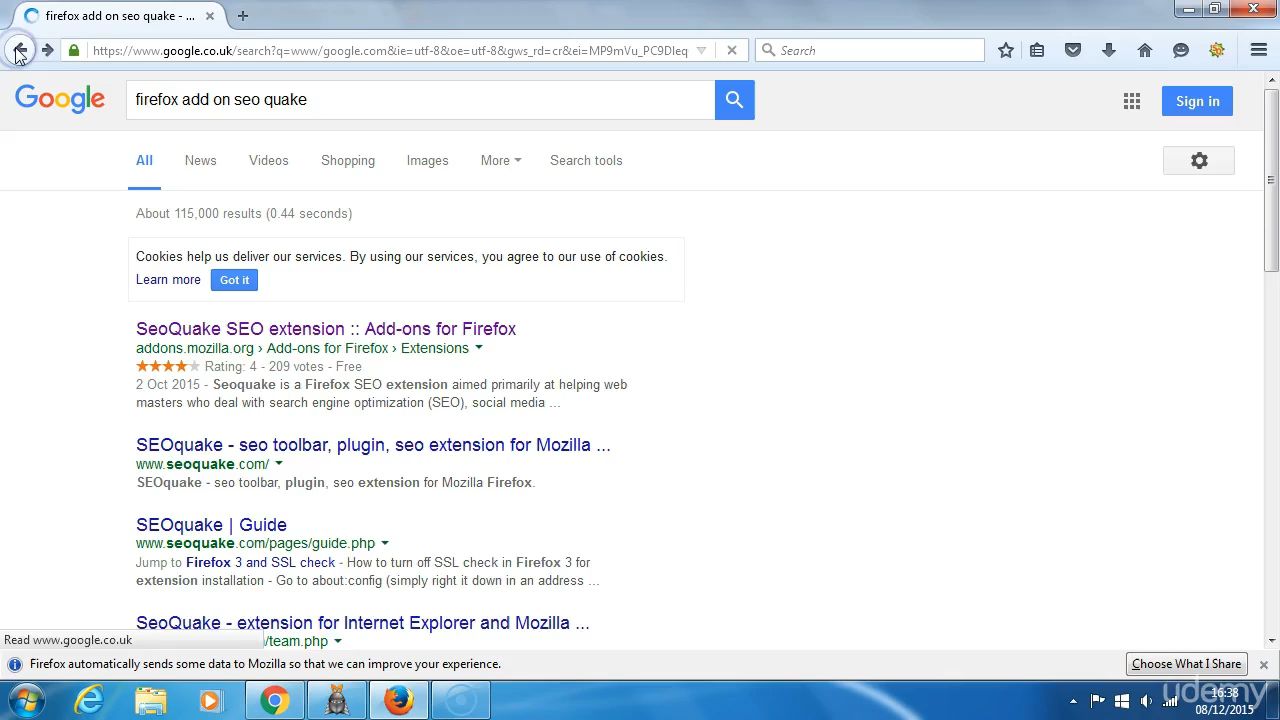 firefox add on seo quake - ...
https://www.google.co.uk/search?q=www/google.com&ie=utf-8&oe=utf-8&gws_rd=cr&ei=MP9mVu_PC9Dleq
Search
Google
firefox add on seo quake
Sign in
All News Videos Shopping Images More Search tools
About 115,000 results (0.44 seconds)
Cookies help us deliver our services. By using our services, you agree to our use of cookies.
Learn more Got it
SeoQuake SEO extension :: Add-ons for Firefox
addons.mozilla.org › Add-ons for Firefox › Extensions
Rating: 4 - 209 votes - Free
2 Oct 2015 - Seoquake is a Firefox SEO extension aimed primarily at helping web
masters who deal with search engine optimization (SEO), social media ...
SEOquake - seo toolbar, plugin, seo extension for Mozilla ...
www.seoquake.com/
SEOquake - seo toolbar, plugin, seo extension for Mozilla Firefox.
SEOquake | Guide
www.seoquake.com/pages/guide.php
Jump to Firefox 3 and SSL check - How to turn off SSL check in Firefox 3 for
extension installation - Go to about:config (simply right it down in an address ...
SeoQuake - extension for Internet Explorer and Mozilla ...
/team.php
Read www.google.co.uk
Firefox automatically sends some data to Mozilla so that we can improve your experience.
Choose What I Share
udemy
16:38
08/12/2015